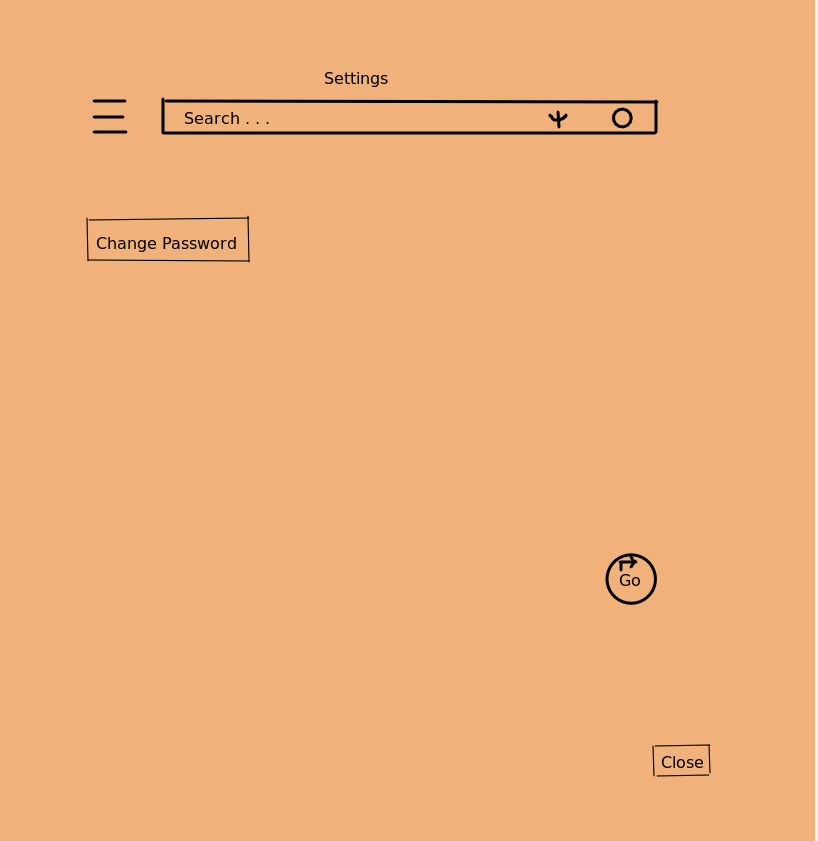 Settings
Search . . .
Change Password
Go
Close